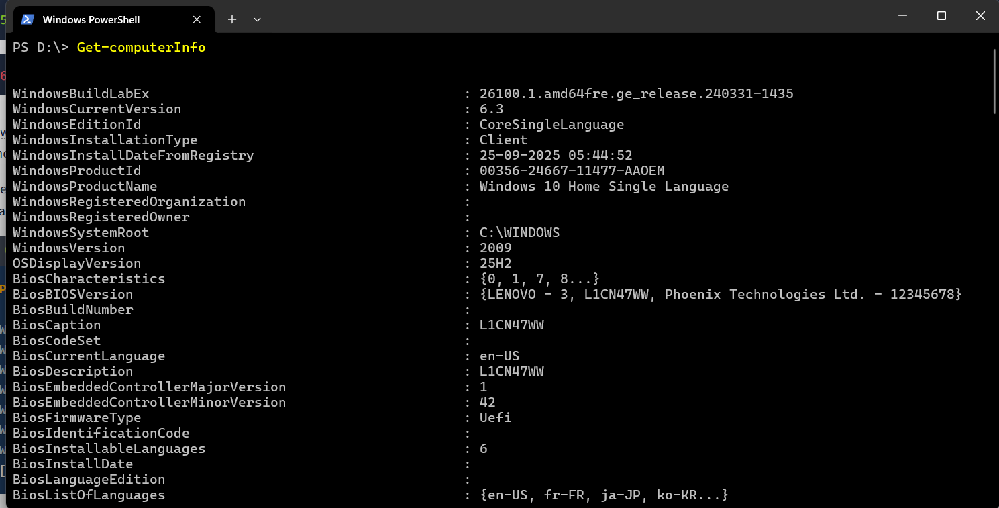 Windows PowerShell
PS D:\> Get-computerInfo
WindowsBuildLabEx : 26100.1.amd64fre.ge_release.240331-1435
WindowsCurrentVersion : 6.3
WindowsEditionId : CoreSingleLanguage
WindowsInstallationType : Client
WindowsInstallDateFromRegistry : 25-09-2025 05:44:52
WindowsProductId : 00356-24667-11477-AAOEM
WindowsProductName : Windows 10 Home Single Language
WindowsRegisteredOrganization :
WindowsRegisteredOwner :
WindowsSystemRoot : C:\WINDOWS
WindowsVersion : 2009
OSDisplayVersion : 25H2
BiosCharacteristics : {0, 1, 7, 8...}
BiosBIOSVersion : {LENOVO - 3, L1CN47WW, Phoenix Technologies Ltd. - 12345678}
BiosBuildNumber :
BiosCaption : L1CN47WW
BiosCodeSet :
BiosCurrentLanguage : en-US
BiosDescription : L1CN47WW
BiosEmbeddedControllerMajorVersion : 1
BiosEmbeddedControllerMinorVersion : 42
BiosFirmwareType : Uefi
BiosIdentificationCode :
BiosInstallableLanguages : 6
BiosInstallDate :
BiosLanguageEdition :
BiosListOfLanguages : {en-US, fr-FR, ja-JP, ko-KR...}